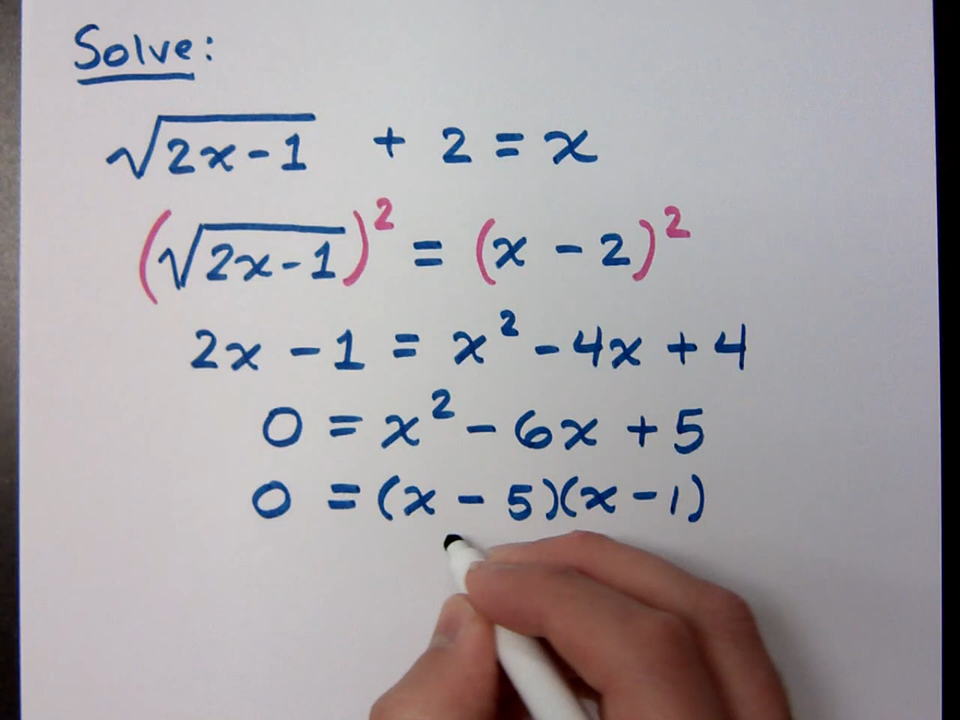 Solve:
√(2x-1) + 2 = x
(√(2x-1))² = (x - 2)²
2x - 1 = x² - 4x + 4
0 = x² - 6x + 5
0 = (x - 5)(x - 1)